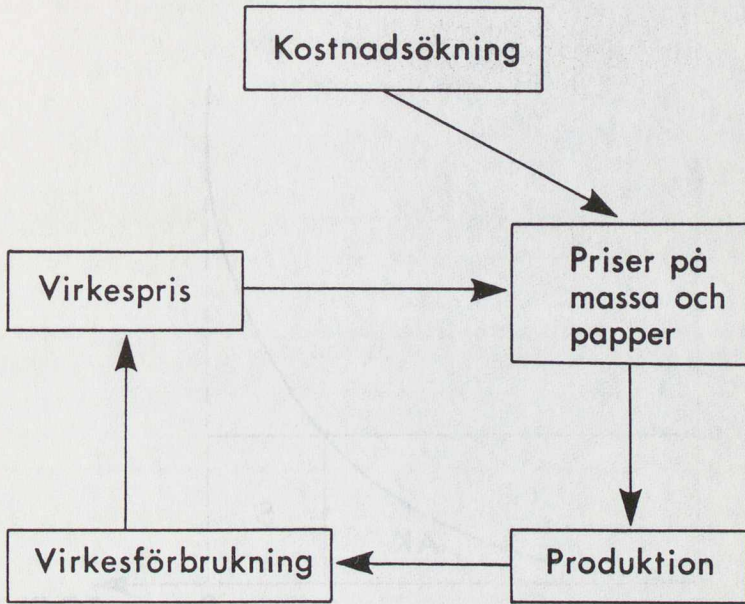 Kostnadsökning
Virkespris
Priser på
massa och
papper
Virkesförbrukning
Produktion